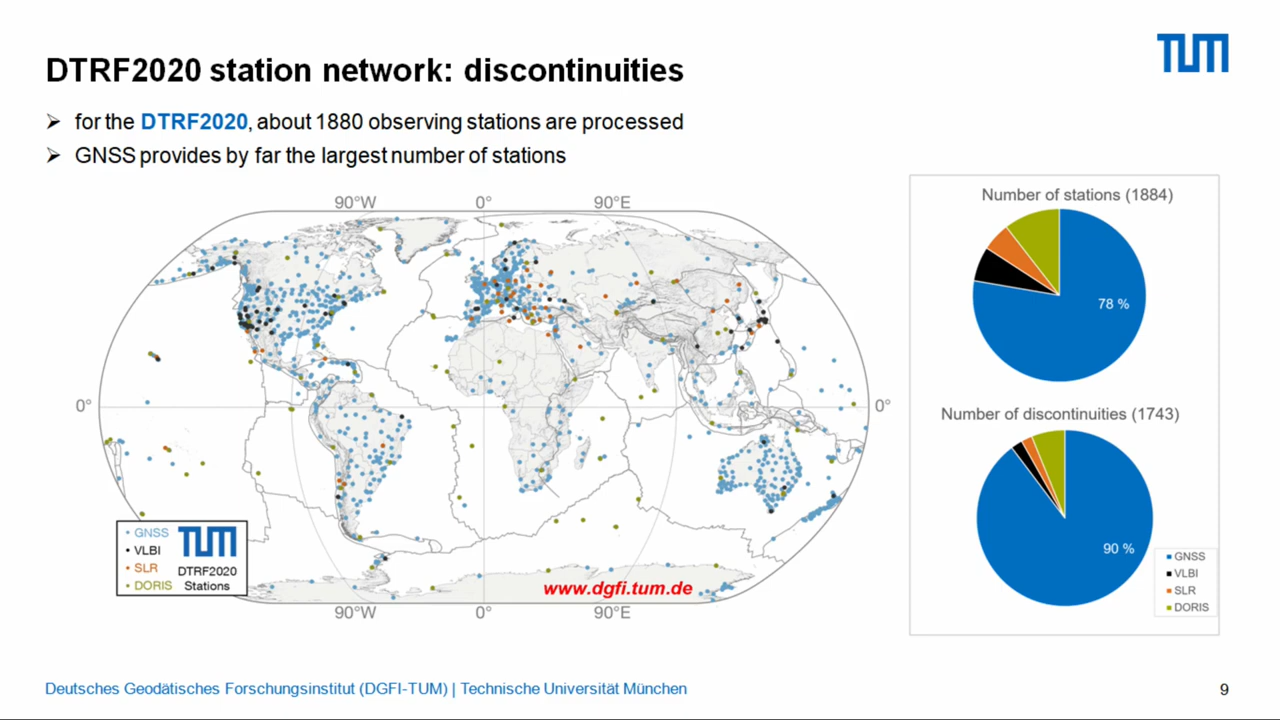 TUM
DTRF2020 station network: discontinuities
➢ for the DTRF2020, about 1880 observing stations are processed
➢ GNSS provides by far the largest number of stations
90°W 0° 90°E
0° 0°
GNSS
VLBI
SLR
DORIS
TUM
DTRF2020
Stations
www.dgfi.tum.de
90°W 0° 90°E
Number of stations (1884)
78 %
Number of discontinuities (1743)
90 %
GNSS
VLBI
SLR
DORIS
Deutsches Geodätisches Forschungsinstitut (DGFI-TUM) | Technische Universität München
9